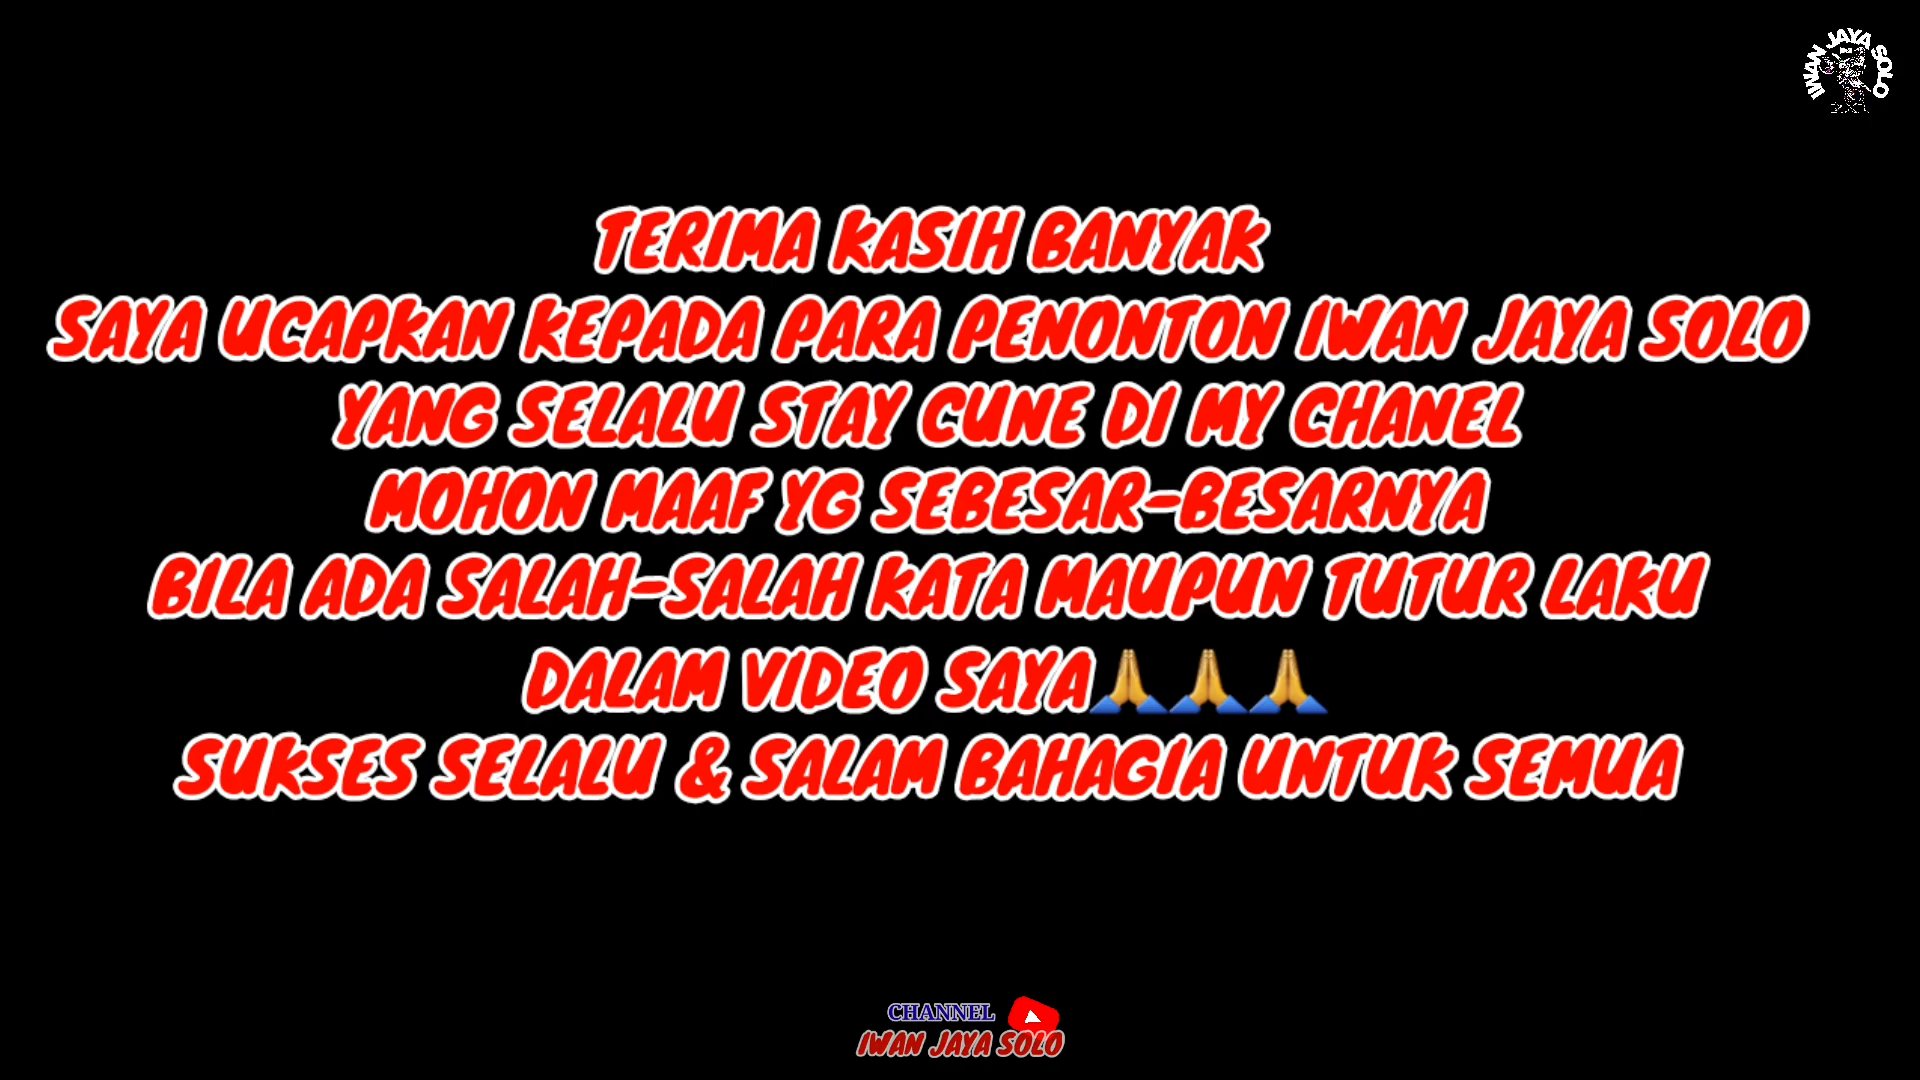 IWAN JAYA SOLO
TERIMA KASIH BANYAK
SAYA UCAPKAN KEPADA PARA PENONTON IWAN JAYA SOLO
YANG SELALU STAY CUNE DI MY CHANEL
MOHON MAAF YG SEBESAR-BESARNYA
BILA ADA SALAH-SALAH KATA MAUPUN TUTUR LAKU
DALAM VIDEO SAYA🙏🙏🙏
SUKSES SELALU & SALAM BAHAGIA UNTUK SEMUA
CHANNEL
IWAN JAYA SOLO